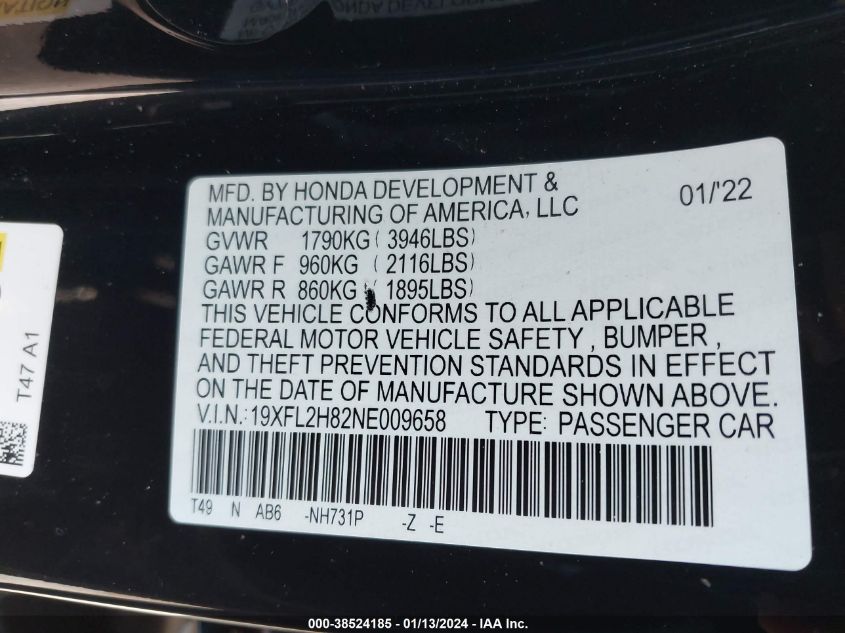 MFD. BY HONDA DEVELOPMENT &
MANUFACTURING OF AMERICA, LLC 01/'22
GVWR 1790KG ( 3946LBS)
GAWR F 960KG ( 2116LBS)
GAWR R 860KG ( 1895LBS)
THIS VEHICLE CONFORMS TO ALL APPLICABLE
FEDERAL MOTOR VEHICLE SAFETY , BUMPER ,
AND THEFT PREVENTION STANDARDS IN EFFECT
ON THE DATE OF MANUFACTURE SHOWN ABOVE.
V.I.N.: 19XFL2H82NE009658 TYPE: PASSENGER CAR
T49 N AB6 -NH731P -Z -E
T47 A1
000-38524185 - 01/13/2024 - IAA Inc.